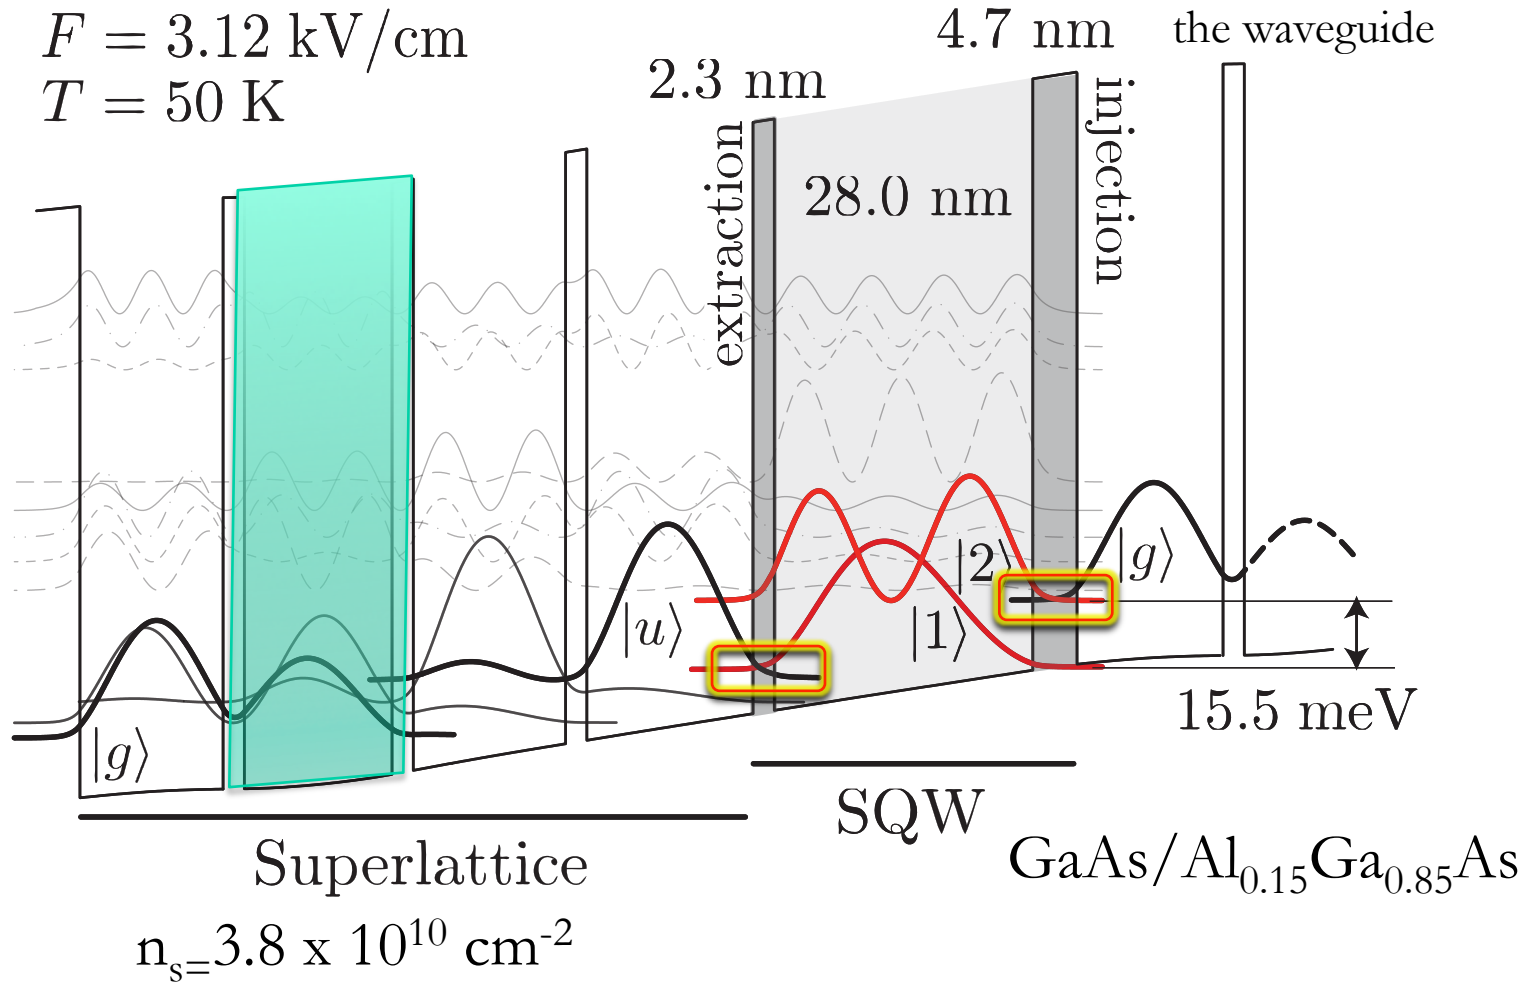 F = 3.12 kV/cm
T = 50 K
2.3 nm
4.7 nm
the waveguide
extraction
28.0 nm
injection
|u⟩
|2⟩
|1⟩
|g⟩
|g⟩
15.5 meV
SQW
Superlattice
GaAs/Al0.15Ga0.85As
ns=3.8 x 10^10 cm^-2